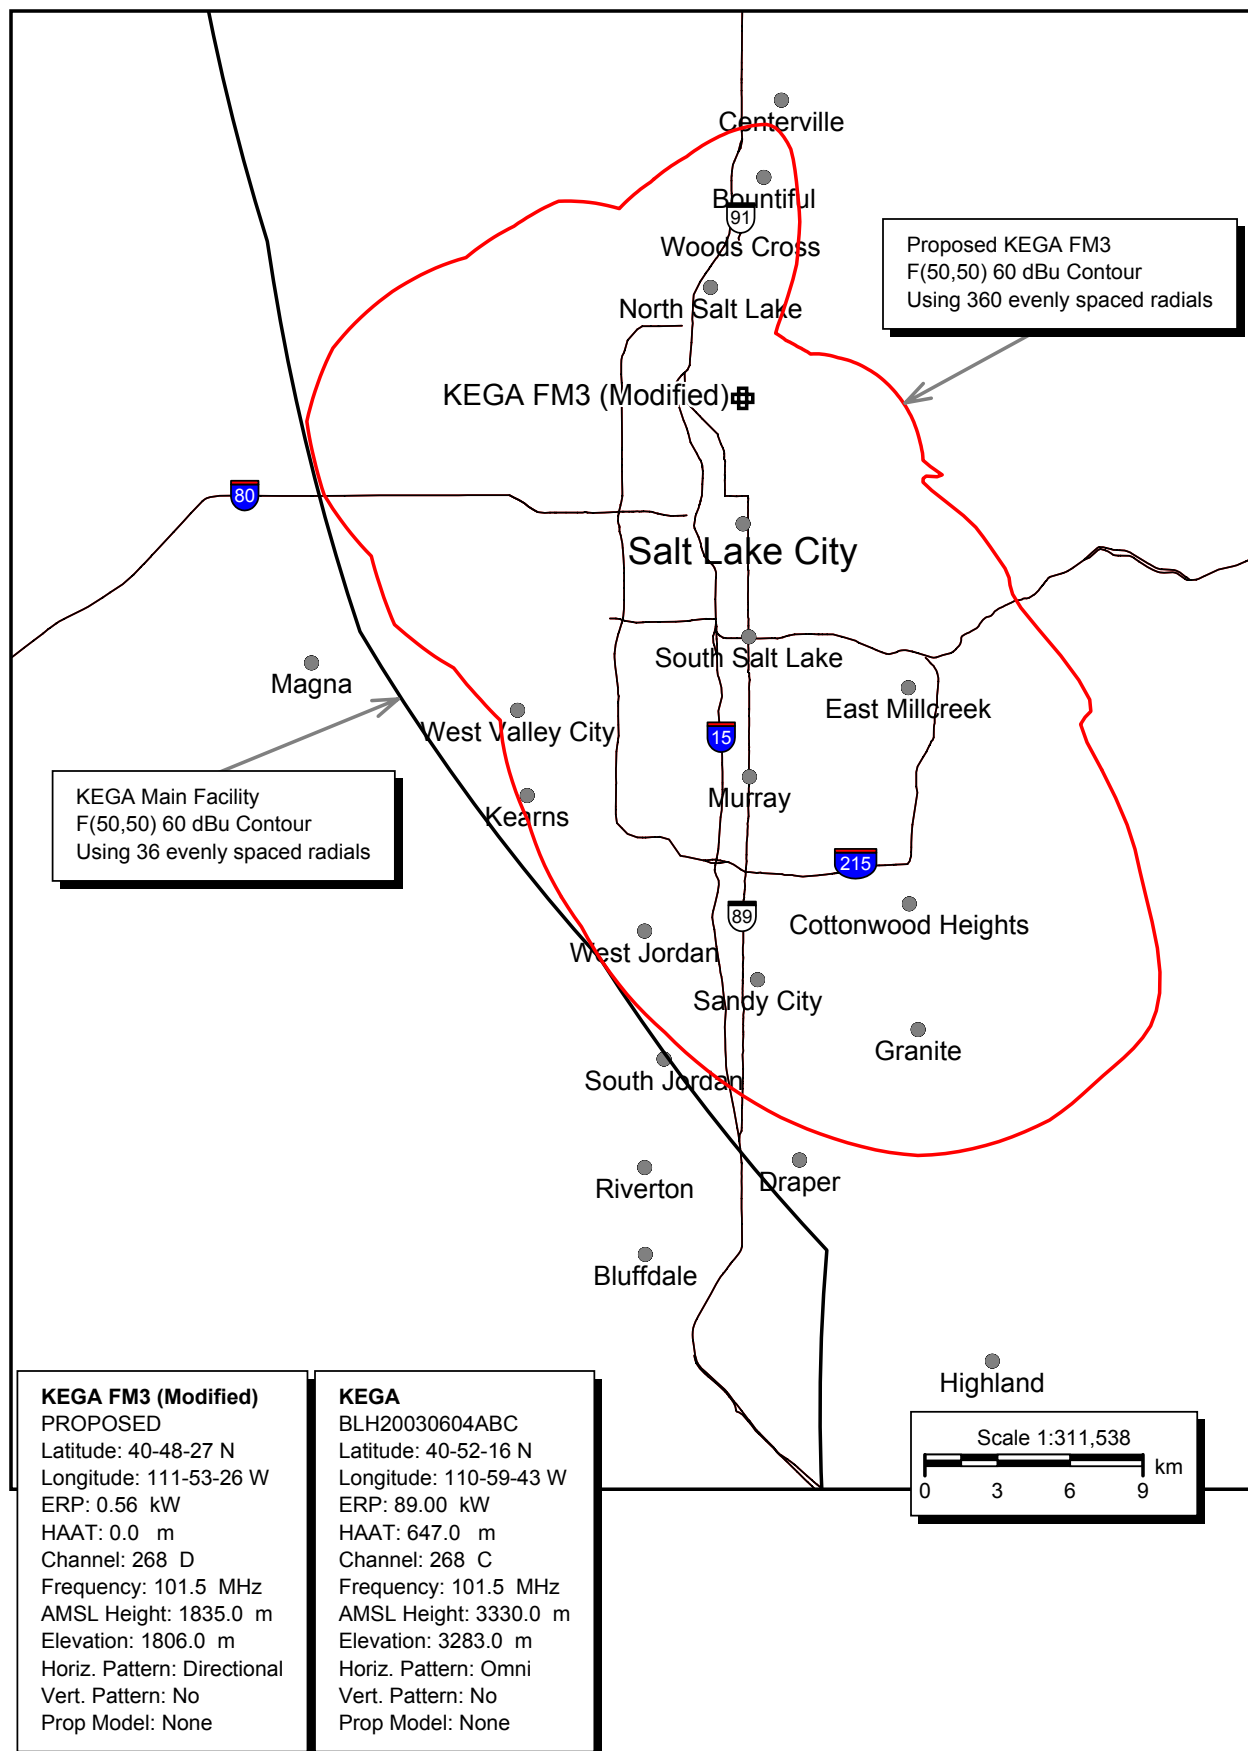 Centerville
Bountiful
91
Woods Cross
Proposed KEGA FM3
F(50,50) 60 dBu Contour
Using 360 evenly spaced radials
North Salt Lake
KEGA FM3 (Modified)
80
Salt Lake City
South Salt Lake
Magna
East Millcreek
West Valley City
15
KEGA Main Facility
F(50,50) 60 dBu Contour
Using 36 evenly spaced radials
Murray
Kearns
215
89
Cottonwood Heights
West Jordan
Sandy City
Granite
South Jordan
Riverton
Draper
Bluffdale
Highland
KEGA FM3 (Modified)
PROPOSED
Latitude: 40-48-27 N
Longitude: 111-53-26 W
ERP: 0.56 kW
HAAT: 0.0 m
Channel: 268 D
Frequency: 101.5 MHz
AMSL Height: 1835.0 m
Elevation: 1806.0 m
Horiz. Pattern: Directional
Vert. Pattern: No
Prop Model: None
KEGA
BLH20030604ABC
Latitude: 40-52-16 N
Longitude: 110-59-43 W
ERP: 89.00 kW
HAAT: 647.0 m
Channel: 268 C
Frequency: 101.5 MHz
AMSL Height: 3330.0 m
Elevation: 3283.0 m
Horiz. Pattern: Omni
Vert. Pattern: No
Prop Model: None
Scale 1:311,538
km
0 3 6 9